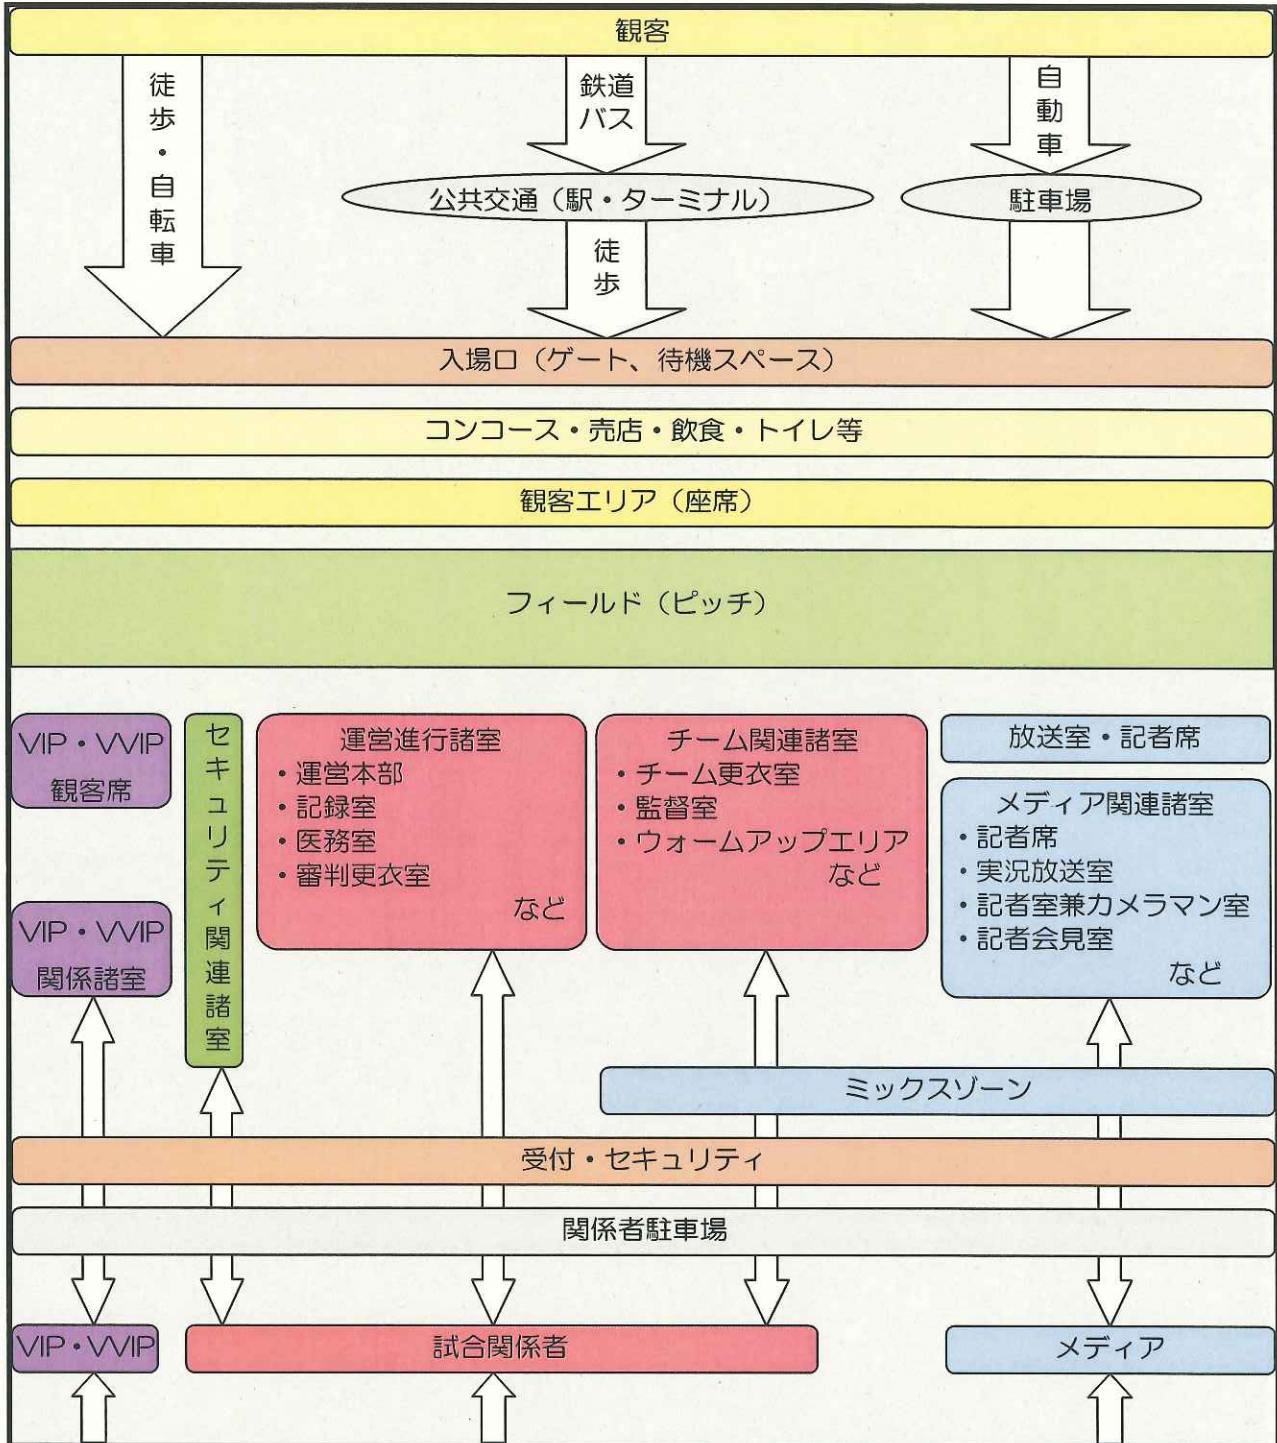 観客
徒歩・自転車
鉄道
バス
自動車
公共交通（駅・ターミナル）
駐車場
徒歩
入場口（ゲート、待機スペース）
コンコース・売店・飲食・トイレ等
観客エリア（座席）
フィールド（ピッチ）
VIP・VVIP
観客席
VIP・VVIP
関係諸室
セキュリティ関連諸室
運営進行諸室
・運営本部
・記録室
・医務室
・審判更衣室
など
チーム関連諸室
・チーム更衣室
・監督室
・ウォームアップエリア
など
放送室・記者席
メディア関連諸室
・記者席
・実況放送室
・記者室兼カメラマン室
・記者会見室
など
ミックスゾーン
受付・セキュリティ
関係者駐車場
VIP・VVIP
試合関係者
メディア